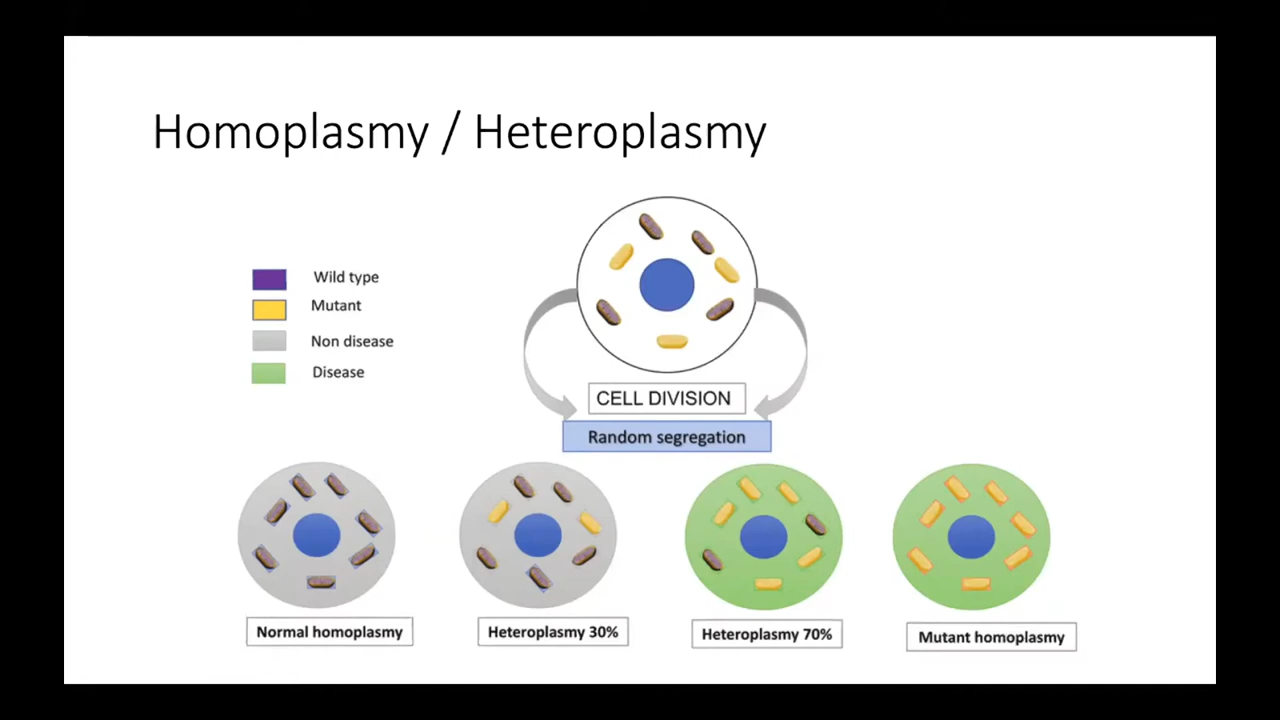 Homoplasmy / Heteroplasmy
Wild type
Mutant
Non disease
Disease
CELL DIVISION
Random segregation
Normal homoplasmy
Heteroplasmy 30%
Heteroplasmy 70%
Mutant homoplasmy